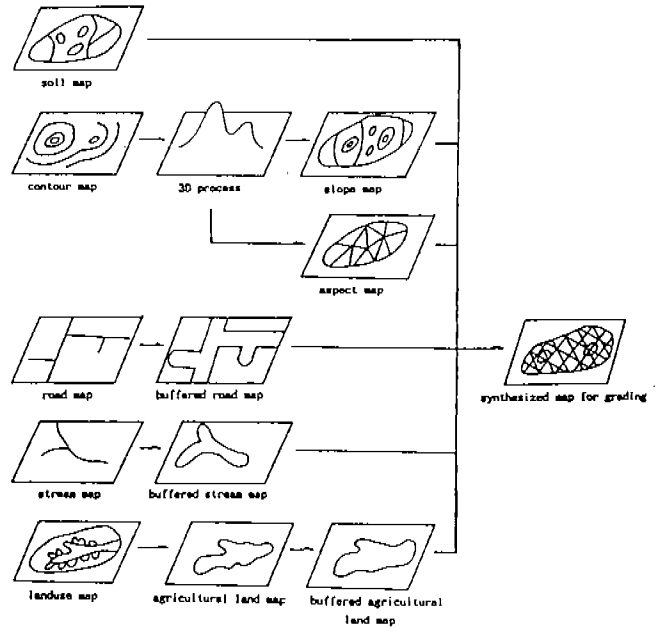 soil map
contour map
3D process
slope map
aspect map
road map
buffered road map
synthesized map for grading
stream map
buffered stream map
landuse map
agricultural land map
buffered agricultural
land map